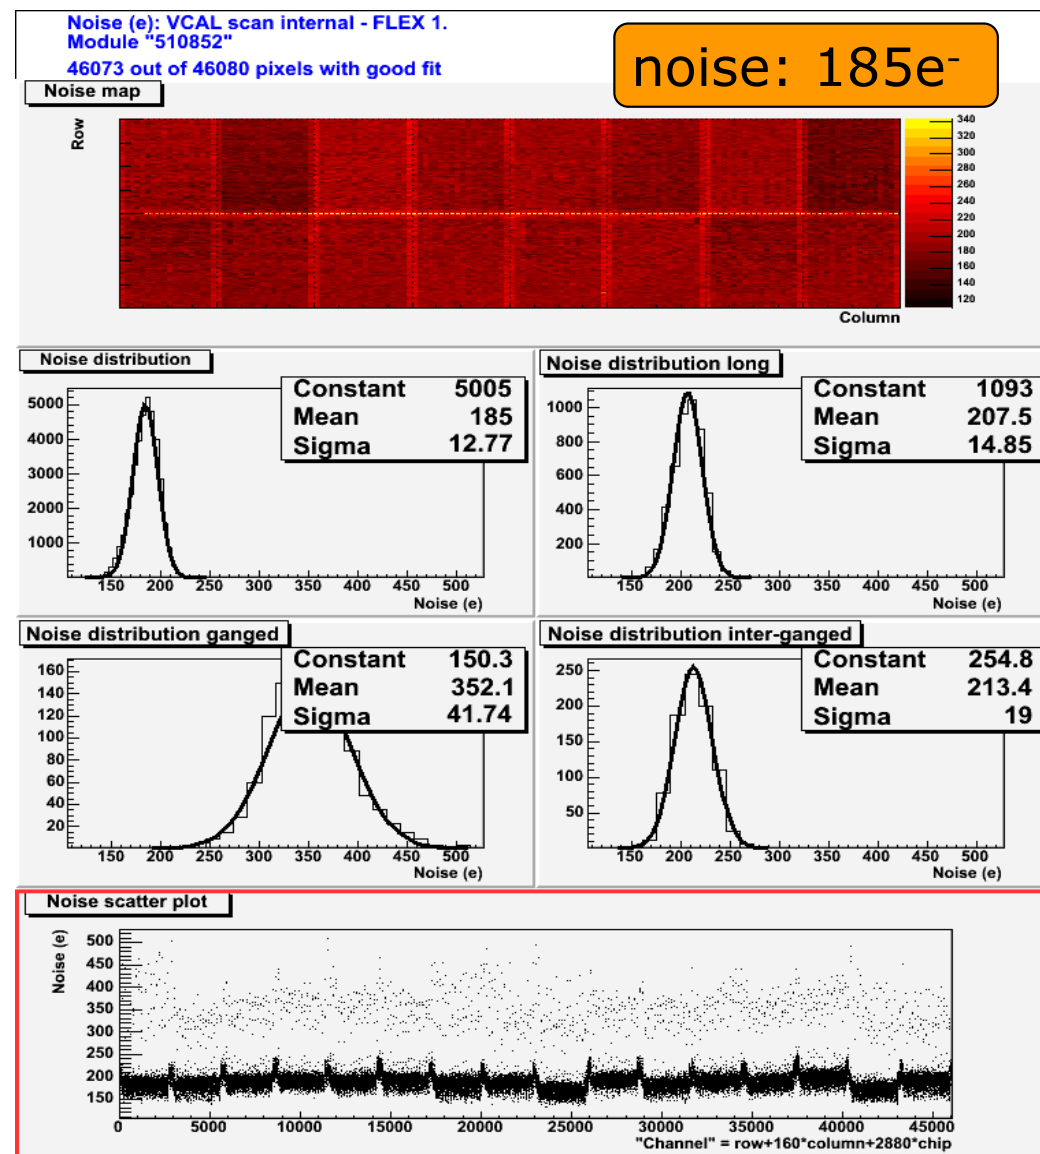 Noise (e): VCAL scan internal - FLEX 1.
Module "510852"
46073 out of 46080 pixels with good fit
noise: 185e-
Noise map
Row
340
320
300
280
260
240
220
200
180
160
140
120
Column
Noise distribution
Constant 5005
Mean 185
Sigma 12.77
5000
4000
3000
2000
1000
150 200 250 300 350 400 450 500
Noise (e)
Noise distribution long
Constant 1093
Mean 207.5
Sigma 14.85
1000
800
600
400
200
150 200 250 300 350 400 450 500
Noise (e)
Noise distribution ganged
Constant 150.3
Mean 352.1
Sigma 41.74
160
140
120
100
80
60
40
20
150 200 250 300 350 400 450 500
Noise (e)
Noise distribution inter-ganged
Constant 254.8
Mean 213.4
Sigma 19
250
200
150
100
50
150 200 250 300 350 400 450 500
Noise (e)
Noise scatter plot
Noise (e)
500
450
400
350
300
250
200
150
0 5000 10000 15000 20000 25000 30000 35000 40000 45000
"Channel" = row+160*column+2880*chip